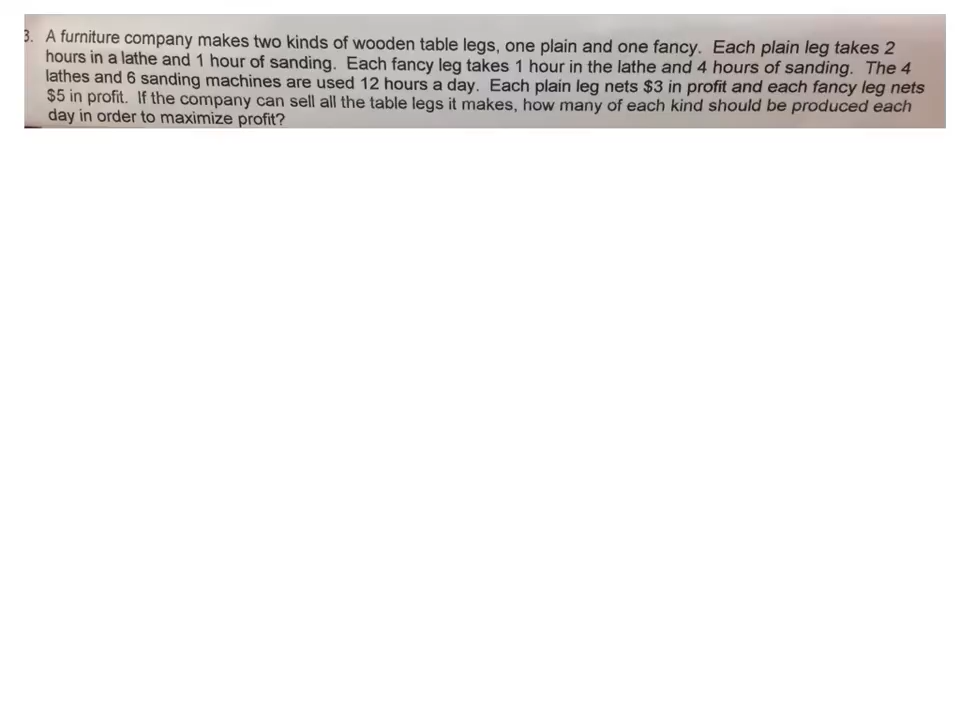 3. A furniture company makes two kinds of wooden table legs, one plain and one fancy. Each plain leg takes 2
hours in a lathe and 1 hour of sanding. Each fancy leg takes 1 hour in the lathe and 4 hours of sanding. The 4
lathes and 6 sanding machines are used 12 hours a day. Each plain leg nets $3 in profit and each fancy leg nets
$5 in profit. If the company can sell all the table legs it makes, how many of each kind should be produced each
day in order to maximize profit?